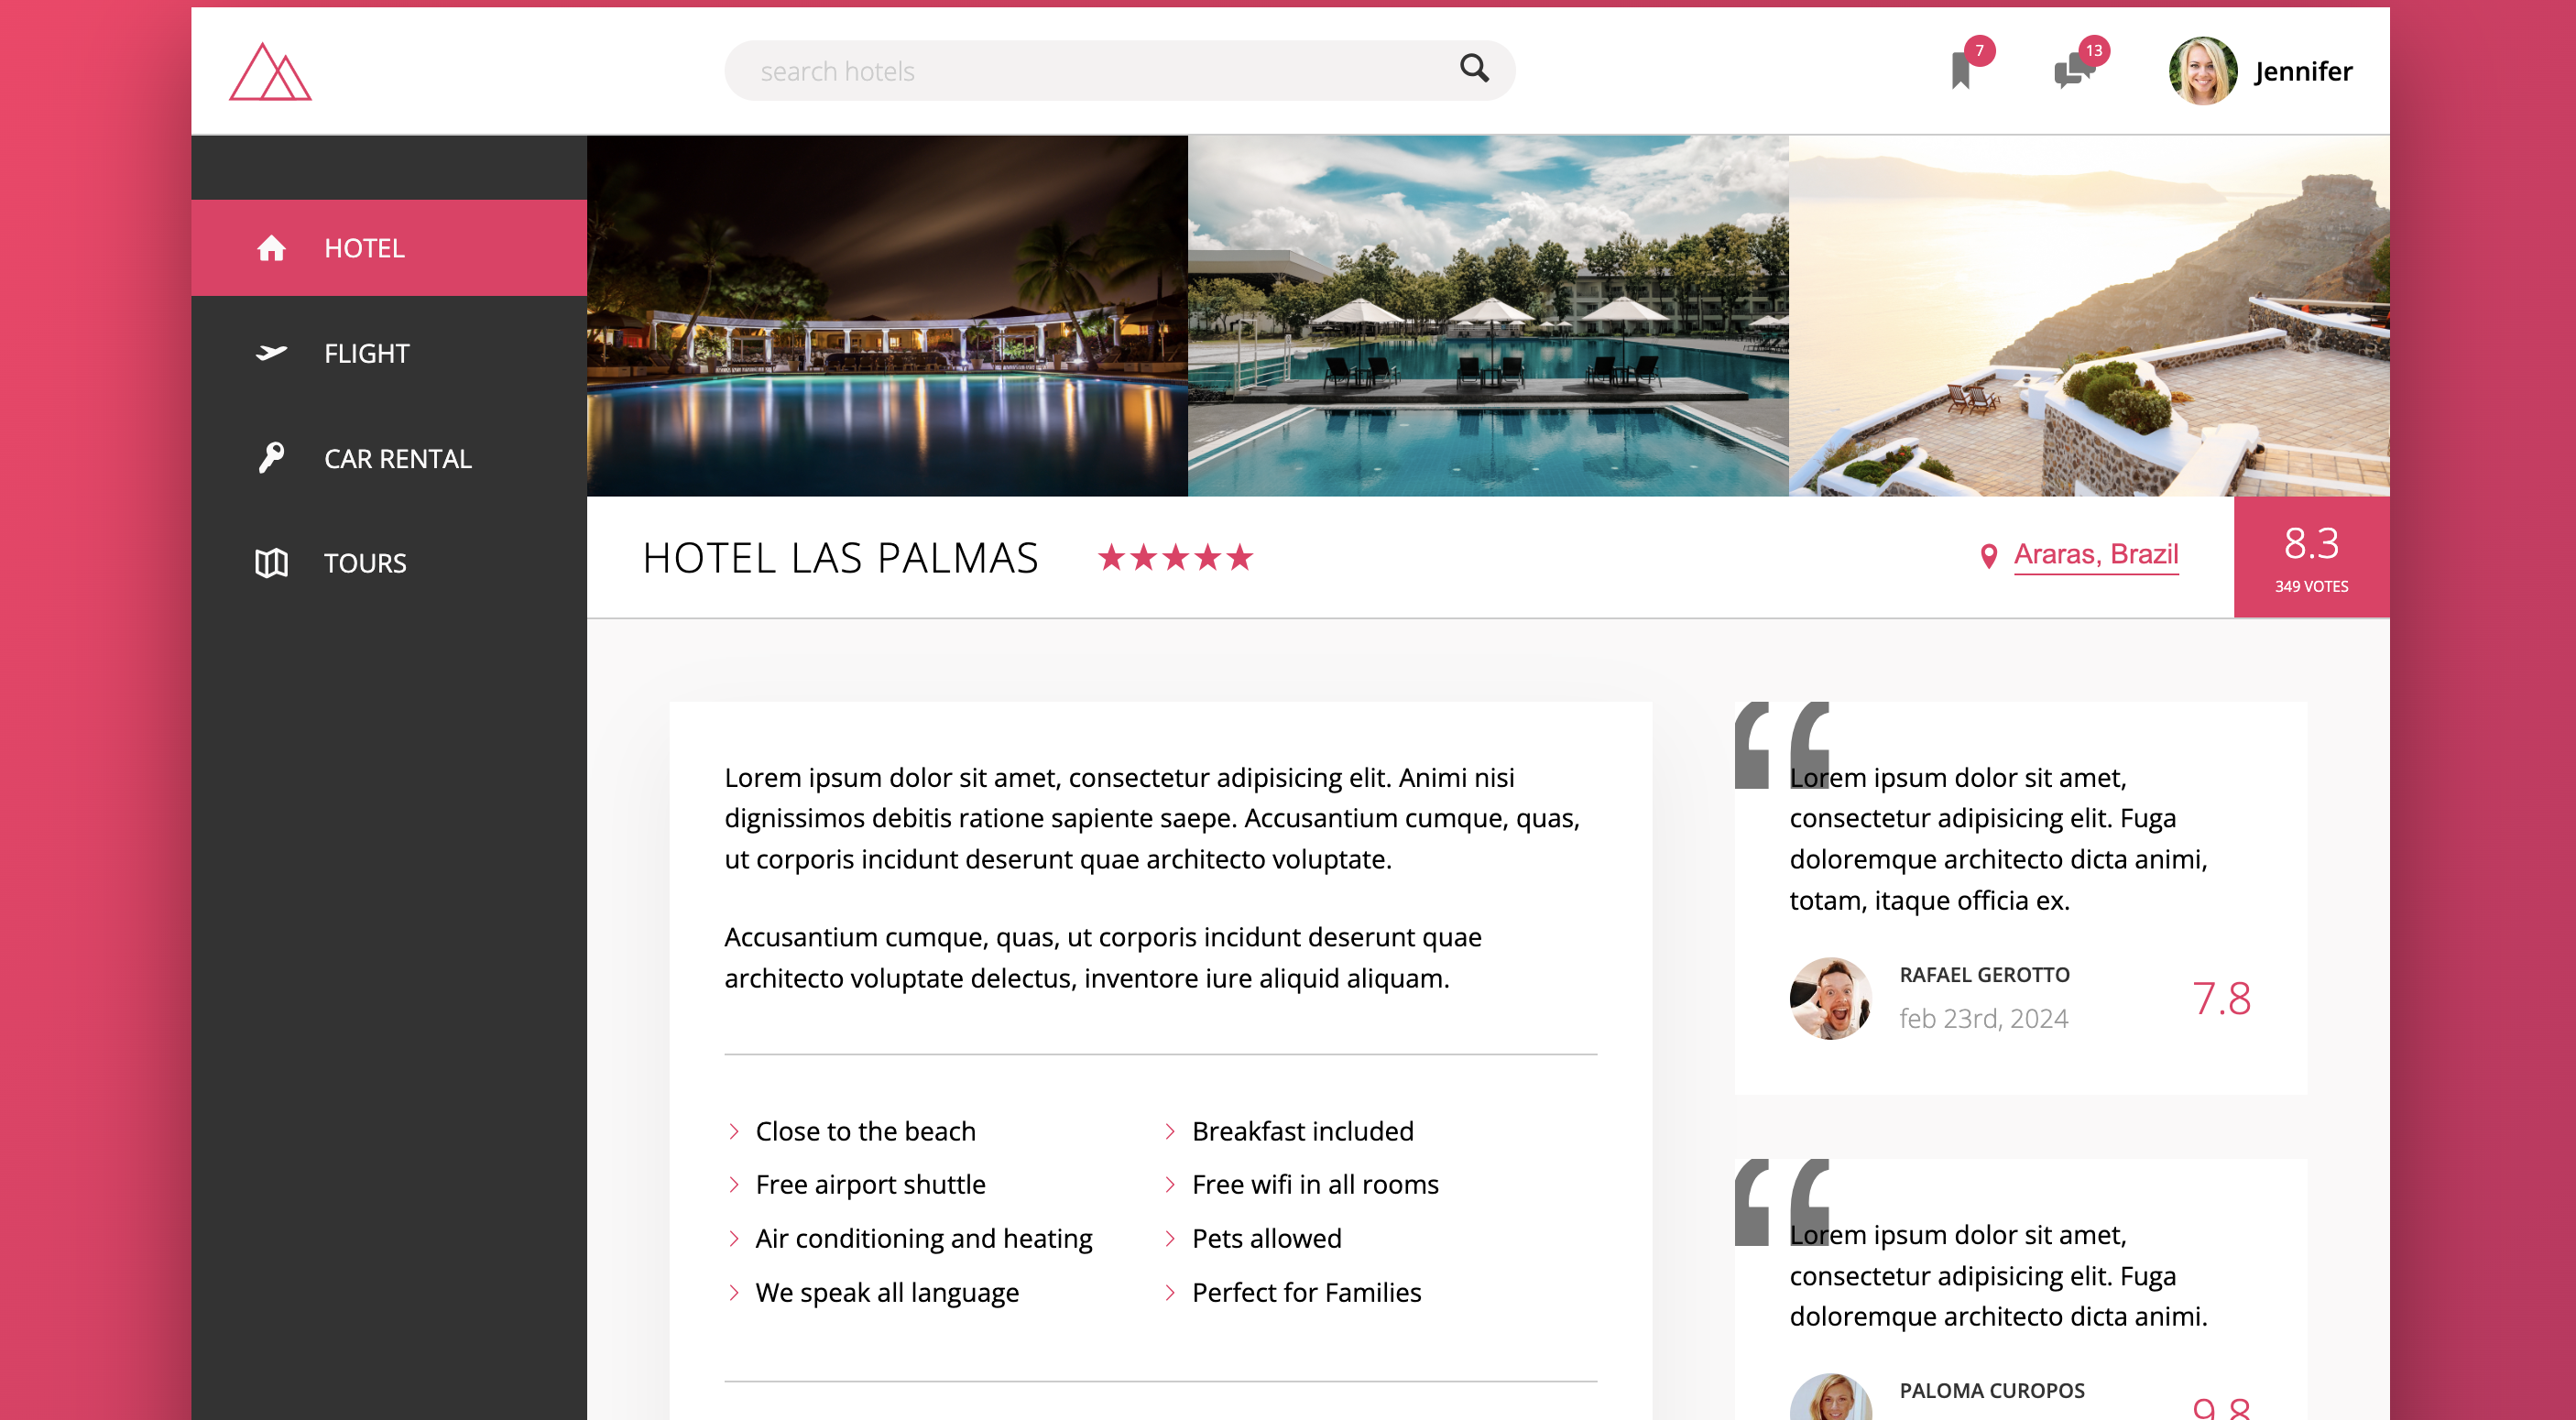 search hotels
7
13
Jennifer
HOTEL
FLIGHT
CAR RENTAL
TOURS
HOTEL LAS PALMAS
Araras, Brazil
8.3
349 VOTES
Lorem ipsum dolor sit amet, consectetur adipisicing elit. Animi nisi
dignissimos debitis ratione sapiente saepe. Accusantium cumque, quas,
ut corporis incidunt deserunt quae architecto voluptate.
Accusantium cumque, quas, ut corporis incidunt deserunt quae
architecto voluptate delectus, inventore iure aliquid aliquam.
Close to the beach
Free airport shuttle
Air conditioning and heating
We speak all language
Breakfast included
Free wifi in all rooms
Pets allowed
Perfect for Families
“
Lorem ipsum dolor sit amet,
consectetur adipisicing elit. Fuga
doloremque architecto dicta animi,
totam, itaque officia ex.
RAFAEL GEROTTO
feb 23rd, 2024
7.8
“
Lorem ipsum dolor sit amet,
consectetur adipisicing elit. Fuga
doloremque architecto dicta animi.
PALOMA CUROPOS
9.8